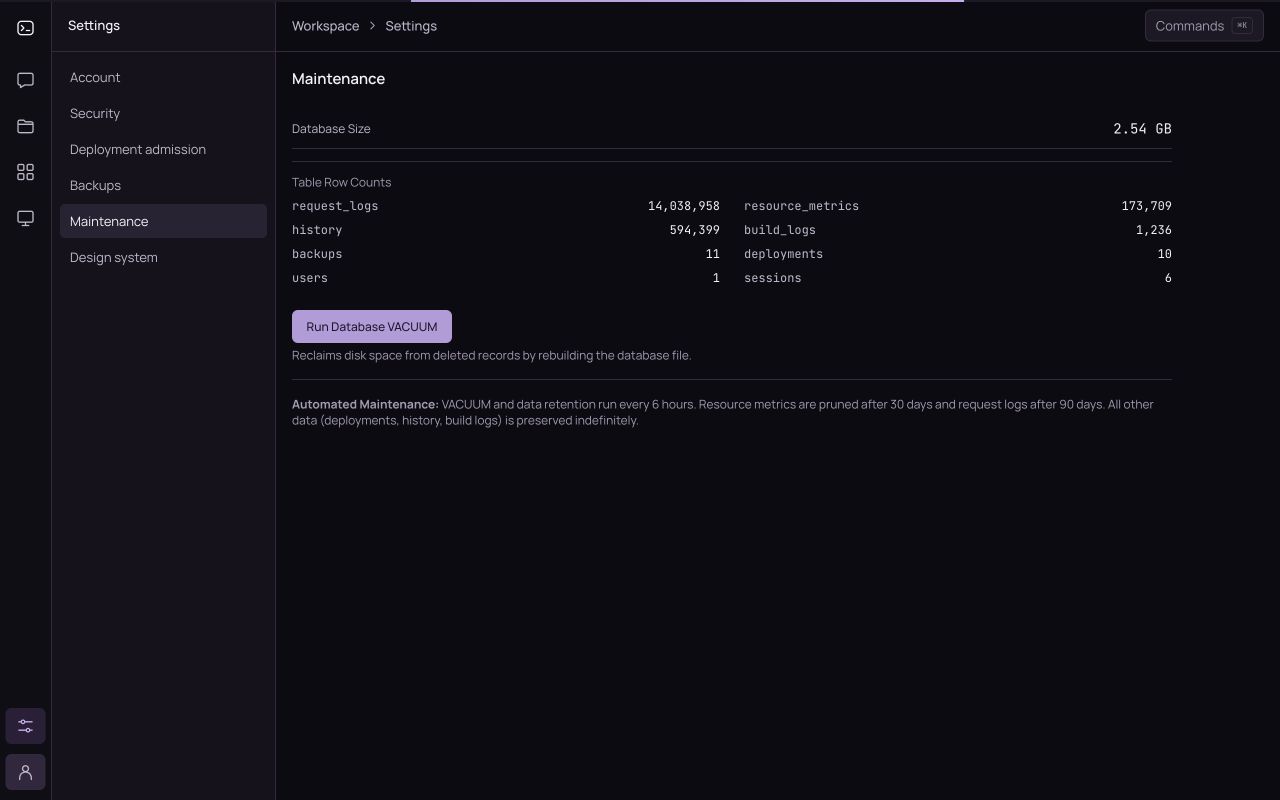 Settings
Workspace > Settings
Commands ⌘K
Account
Security
Deployment admission
Backups
Maintenance
Design system
Maintenance
Database Size 2.54 GB
Table Row Counts
request_logs 14,038,958 resource_metrics 173,709
history 594,399 build_logs 1,236
backups 11 deployments 10
users 1 sessions 6
Run Database VACUUM
Reclaims disk space from deleted records by rebuilding the database file.
Automated Maintenance: VACUUM and data retention run every 6 hours. Resource metrics are pruned after 30 days and request logs after 90 days. All other
data (deployments, history, build logs) is preserved indefinitely.